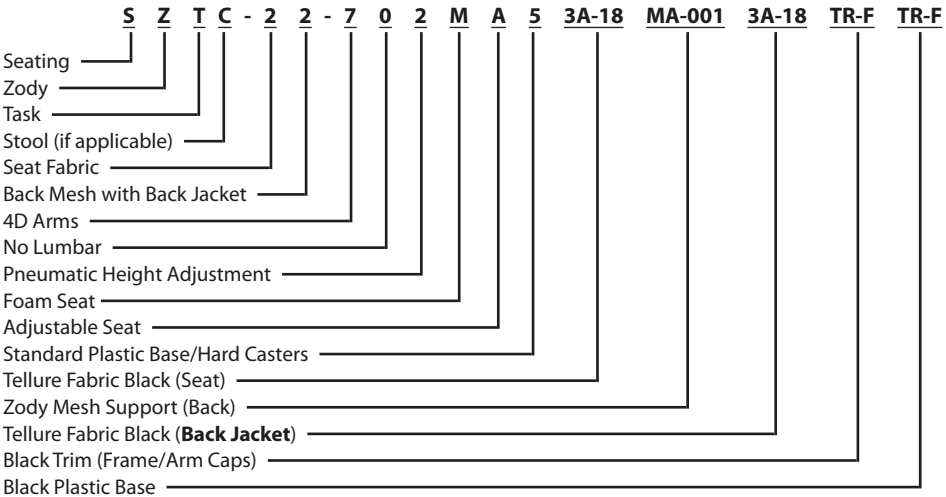 S Z T C - 2 2 - 7 0 2 M A 5 3A-18 MA-001 3A-18 TR-F TR-F
Seating
Zody
Task
Stool (if applicable)
Seat Fabric
Back Mesh with Back Jacket
4D Arms
No Lumbar
Pneumatic Height Adjustment
Foam Seat
Adjustable Seat
Standard Plastic Base/Hard Casters
Tellure Fabric Black (Seat)
Zody Mesh Support (Back)
Tellure Fabric Black (Back Jacket)
Black Trim (Frame/Arm Caps)
Black Plastic Base